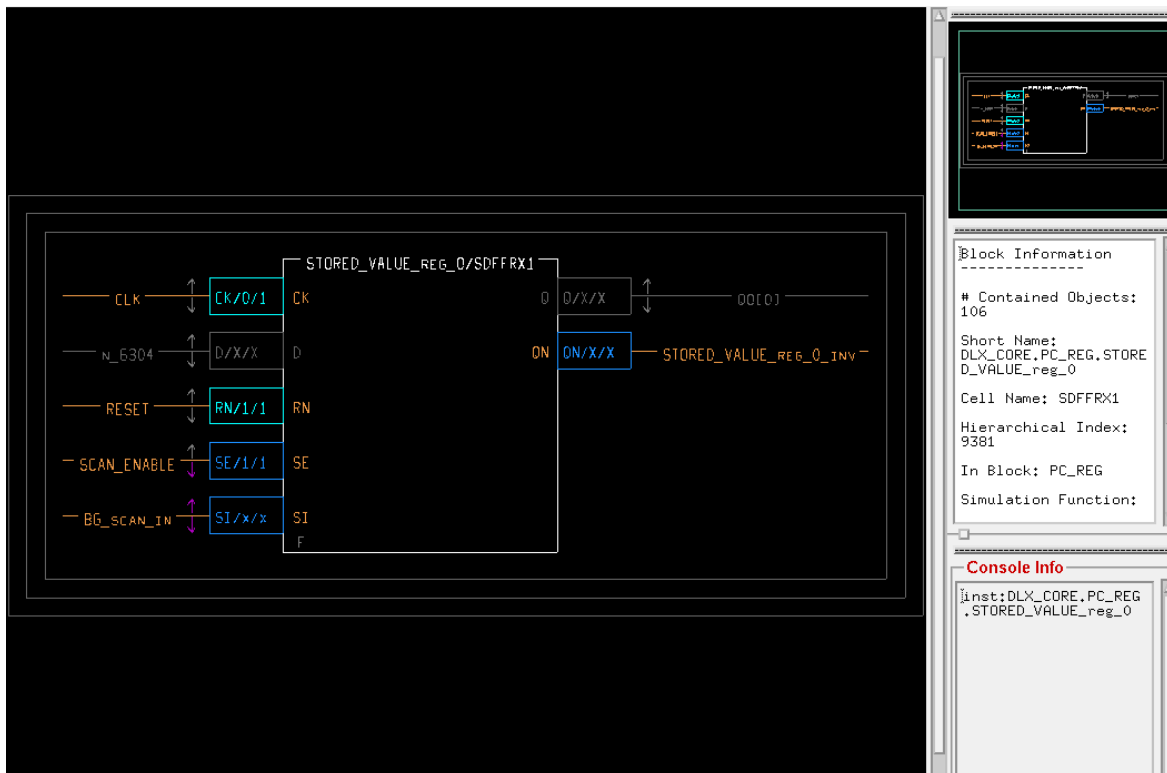 STORED_VALUE_REG_0/SDFFRX1
CLK CK/0/1 CK Q Q/X/X QO[0]
N_6304 D/X/X D QN QN/X/X STORED_VALUE_REG_0_INV
RESET RN/1/1 RN
SCAN_ENABLE SE/1/1 SE
BG_SCAN_IN SI/x/x SI
F
Block Information
--------------
# Contained Objects:
106
Short Name:
DLX_CORE.PC_REG.STORE
D_VALUE_reg_0
Cell Name: SDFFRX1
Hierarchical Index:
9381
In Block: PC_REG
Simulation Function:
Console Info
inst:DLX_CORE.PC_REG
.STORED_VALUE_reg_0